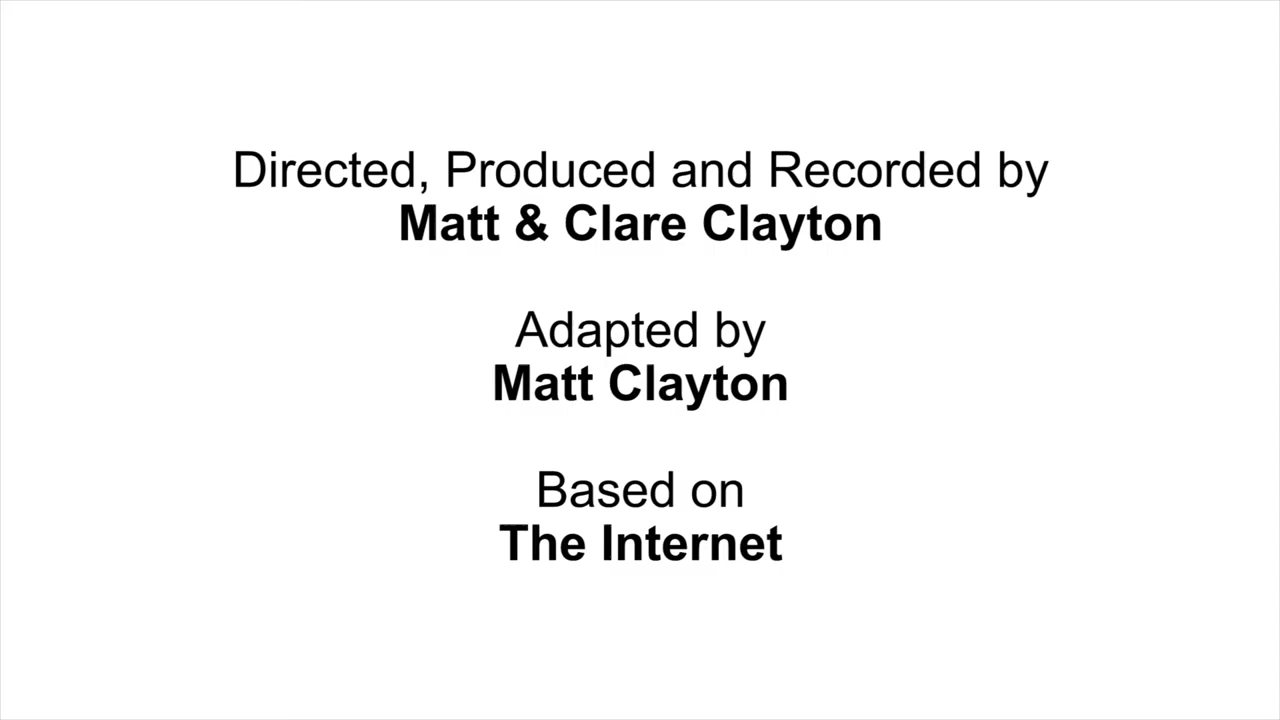 Directed, Produced and Recorded by
Matt & Clare Clayton
Adapted by
Matt Clayton
Based on
The Internet